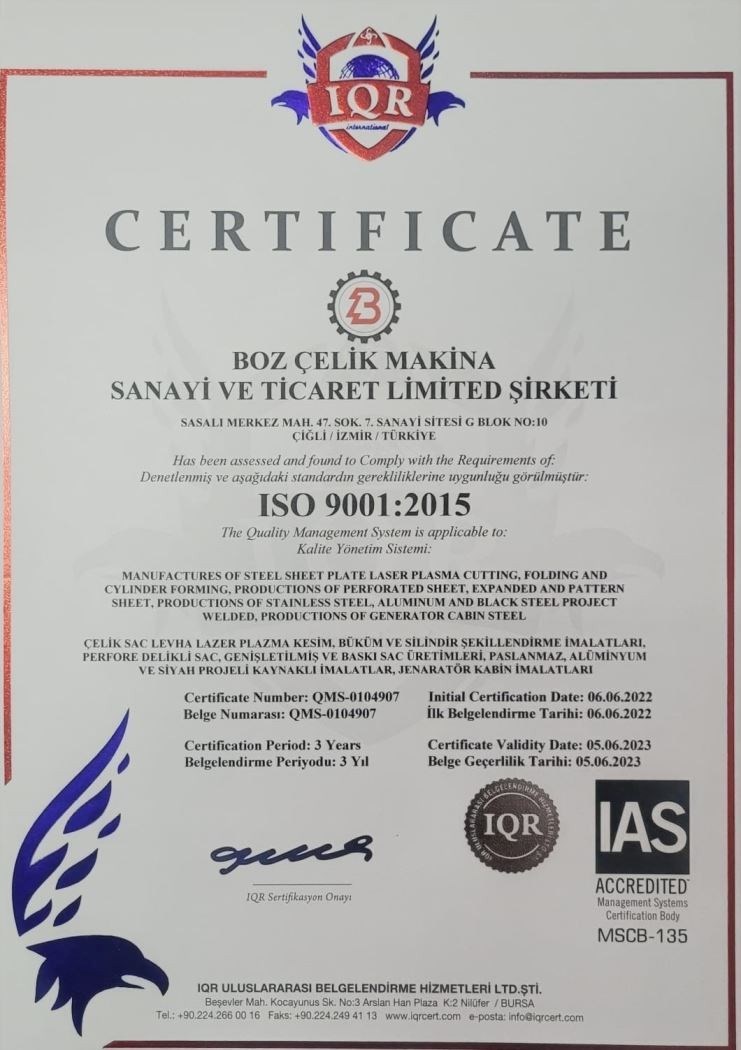 IQR
international
CERTIFICATE
B
BOZ ÇELİK MAKİNA
SANAYİ VE TİCARET LİMİTED ŞİRKETİ
SASALI MERKEZ MAH. 47. SOK. 7. SANAYİ SİTESİ G BLOK NO:10
ÇİĞLİ / İZMİR / TÜRKİYE
Has been assessed and found to Comply with the Requirements of:
Denetlenmiş ve aşağıdaki standardın gerekliliklerine uygunluğu görülmüştür:
ISO 9001:2015
The Quality Management System is applicable to:
Kalite Yönetim Sistemi:
MANUFACTURES OF STEEL SHEET PLATE LASER PLASMA CUTTING, FOLDING AND
CYLINDER FORMING, PRODUCTIONS OF PERFORATED SHEET, EXPANDED AND PATTERN
SHEET, PRODUCTIONS OF STAINLESS STEEL, ALUMINUM AND BLACK STEEL PROJECT
WELDED, PRODUCTIONS OF GENERATOR CABIN STEEL
ÇELİK SAC LEVHA LAZER PLAZMA KESİM, BÜKÜM VE SİLİNDİR ŞEKİLLENDİRME İMALATLARI,
PERFORE DELİKLİ SAC, GENİŞLETİLMİŞ VE BASKI SAC ÜRETİMLERİ, PASLANMAZ, ALÜMİNYUM
VE SİYAH PROJELİ KAYNAKLI İMALATLAR, JENARATÖR KABİN İMALATLARI
Certificate Number: QMS-0104907 Initial Certification Date: 06.06.2022
Belge Numarası: QMS-0104907 İlk Belgelendirme Tarihi: 06.06.2022
Certification Period: 3 Years Certificate Validity Date: 05.06.2023
Belgelendirme Periyodu: 3 Yıl Belge Geçerlilik Tarihi: 05.06.2023
IQR ULUSLARARASI BELGELENDİRME HİZMETLERİ LTD.ŞTİ.
IQR
IAS
ACCREDITED™
Management Systems
Certification Body
MSCB-135
IQR Sertifikasyon Onayı
IQR ULUSLARARASI BELGELENDİRME HİZMETLERİ LTD.ŞTİ.
Beşevler Mah. Kocayunus Sk. No:3 Arslan Han Plaza K:2 Nilüfer / BURSA
Tel.: +90.224.266 00 16 Faks: +90.224.249 41 13 www.iqrcert.com e-posta: info@iqrcert.com